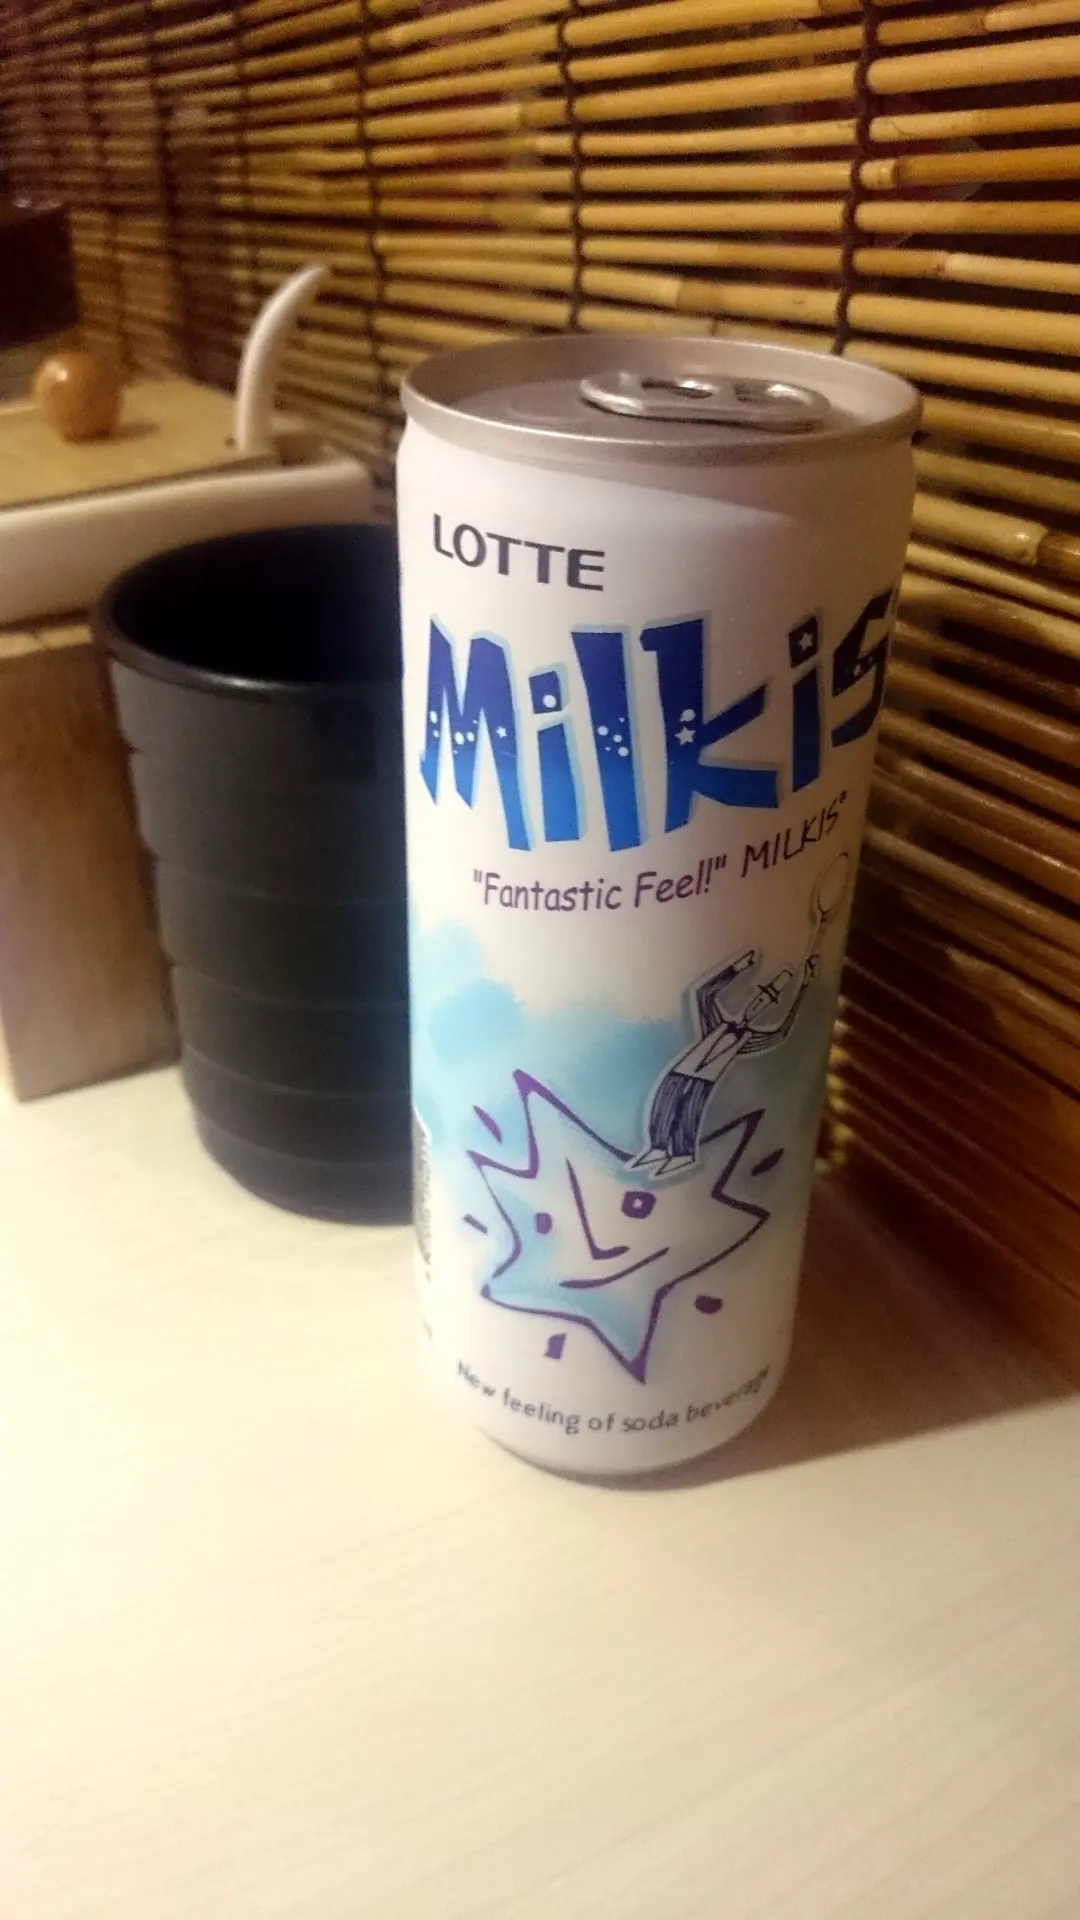 LOTTE
Milkis
"Fantastic Feel!" MILKIS"
New feeling of soda beverage